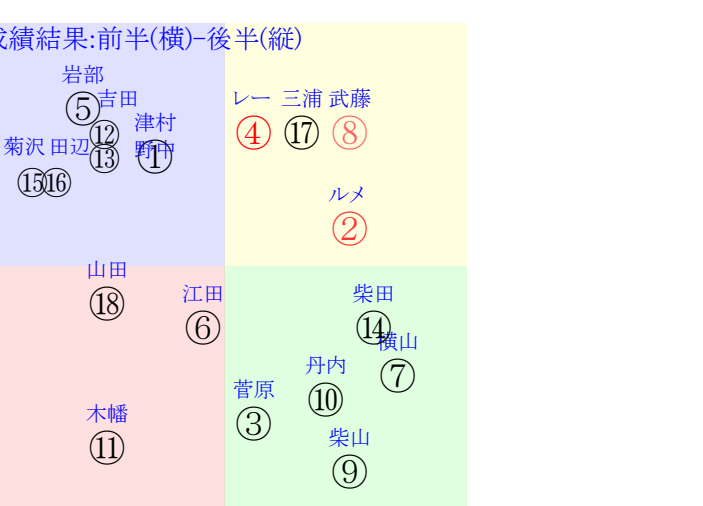 成績結果:前半(横)−後半(縦)
岩部
⑤
吉田
⑫
津村
①
菊沢
⑮
田辺
⑯
⑬
野中
レー
④
三浦
⑰
武藤
⑧
ルメ
②
山田
⑱
江田
⑥
柴田
⑭
横山
⑦
丹内
⑩
菅原
③
木幡
⑪
柴山
⑨